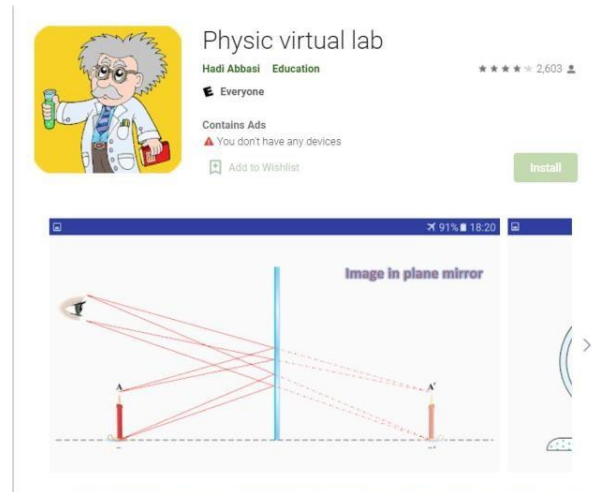 Physic virtual lab
Hadi Abbasi Education
2,603
Everyone
Contains Ads
You don't have any devices
Add to Wishlist
Install
91% 18:20
Image in plane mirror
A A'